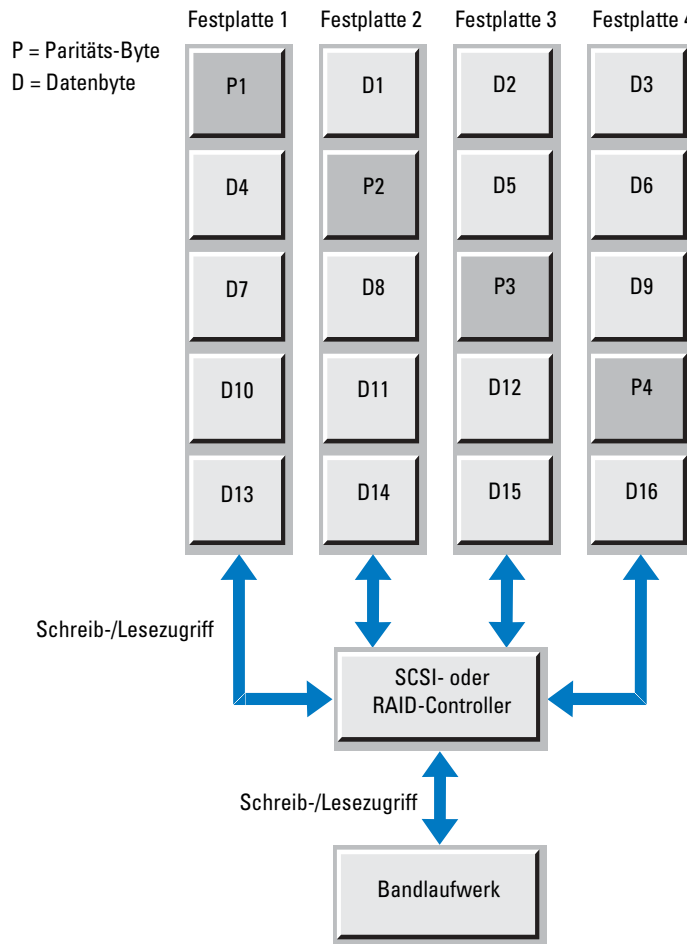 Festplatte 1 Festplatte 2 Festplatte 3 Festplatte 4
P = Paritäts-Byte
D = Datenbyte
P1 D1 D2 D3
D4 P2 D5 D6
D7 D8 P3 D9
D10 D11 D12 P4
D13 D14 D15 D16
Schreib-/Lesezugriff
SCSI- oder
RAID-Controller
Schreib-/Lesezugriff
Bandlaufwerk